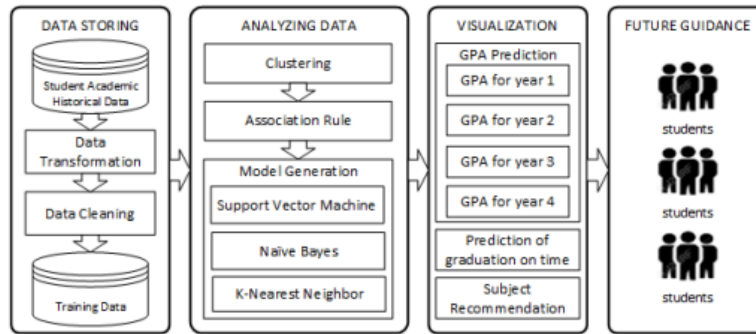 DATA STORING
Student Academic
Historical Data
Data
Transformation
Data Cleaning
Training Data
ANALYZING DATA
Clustering
Association Rule
Model Generation
Support Vector Machine
Naïve Bayes
K-Nearest Neighbor
VISUALIZATION
GPA Prediction
GPA for year 1
GPA for year 2
GPA for year 3
GPA for year 4
Prediction of
graduation on time
Subject
Recommendation
FUTURE GUIDANCE
students
students
students